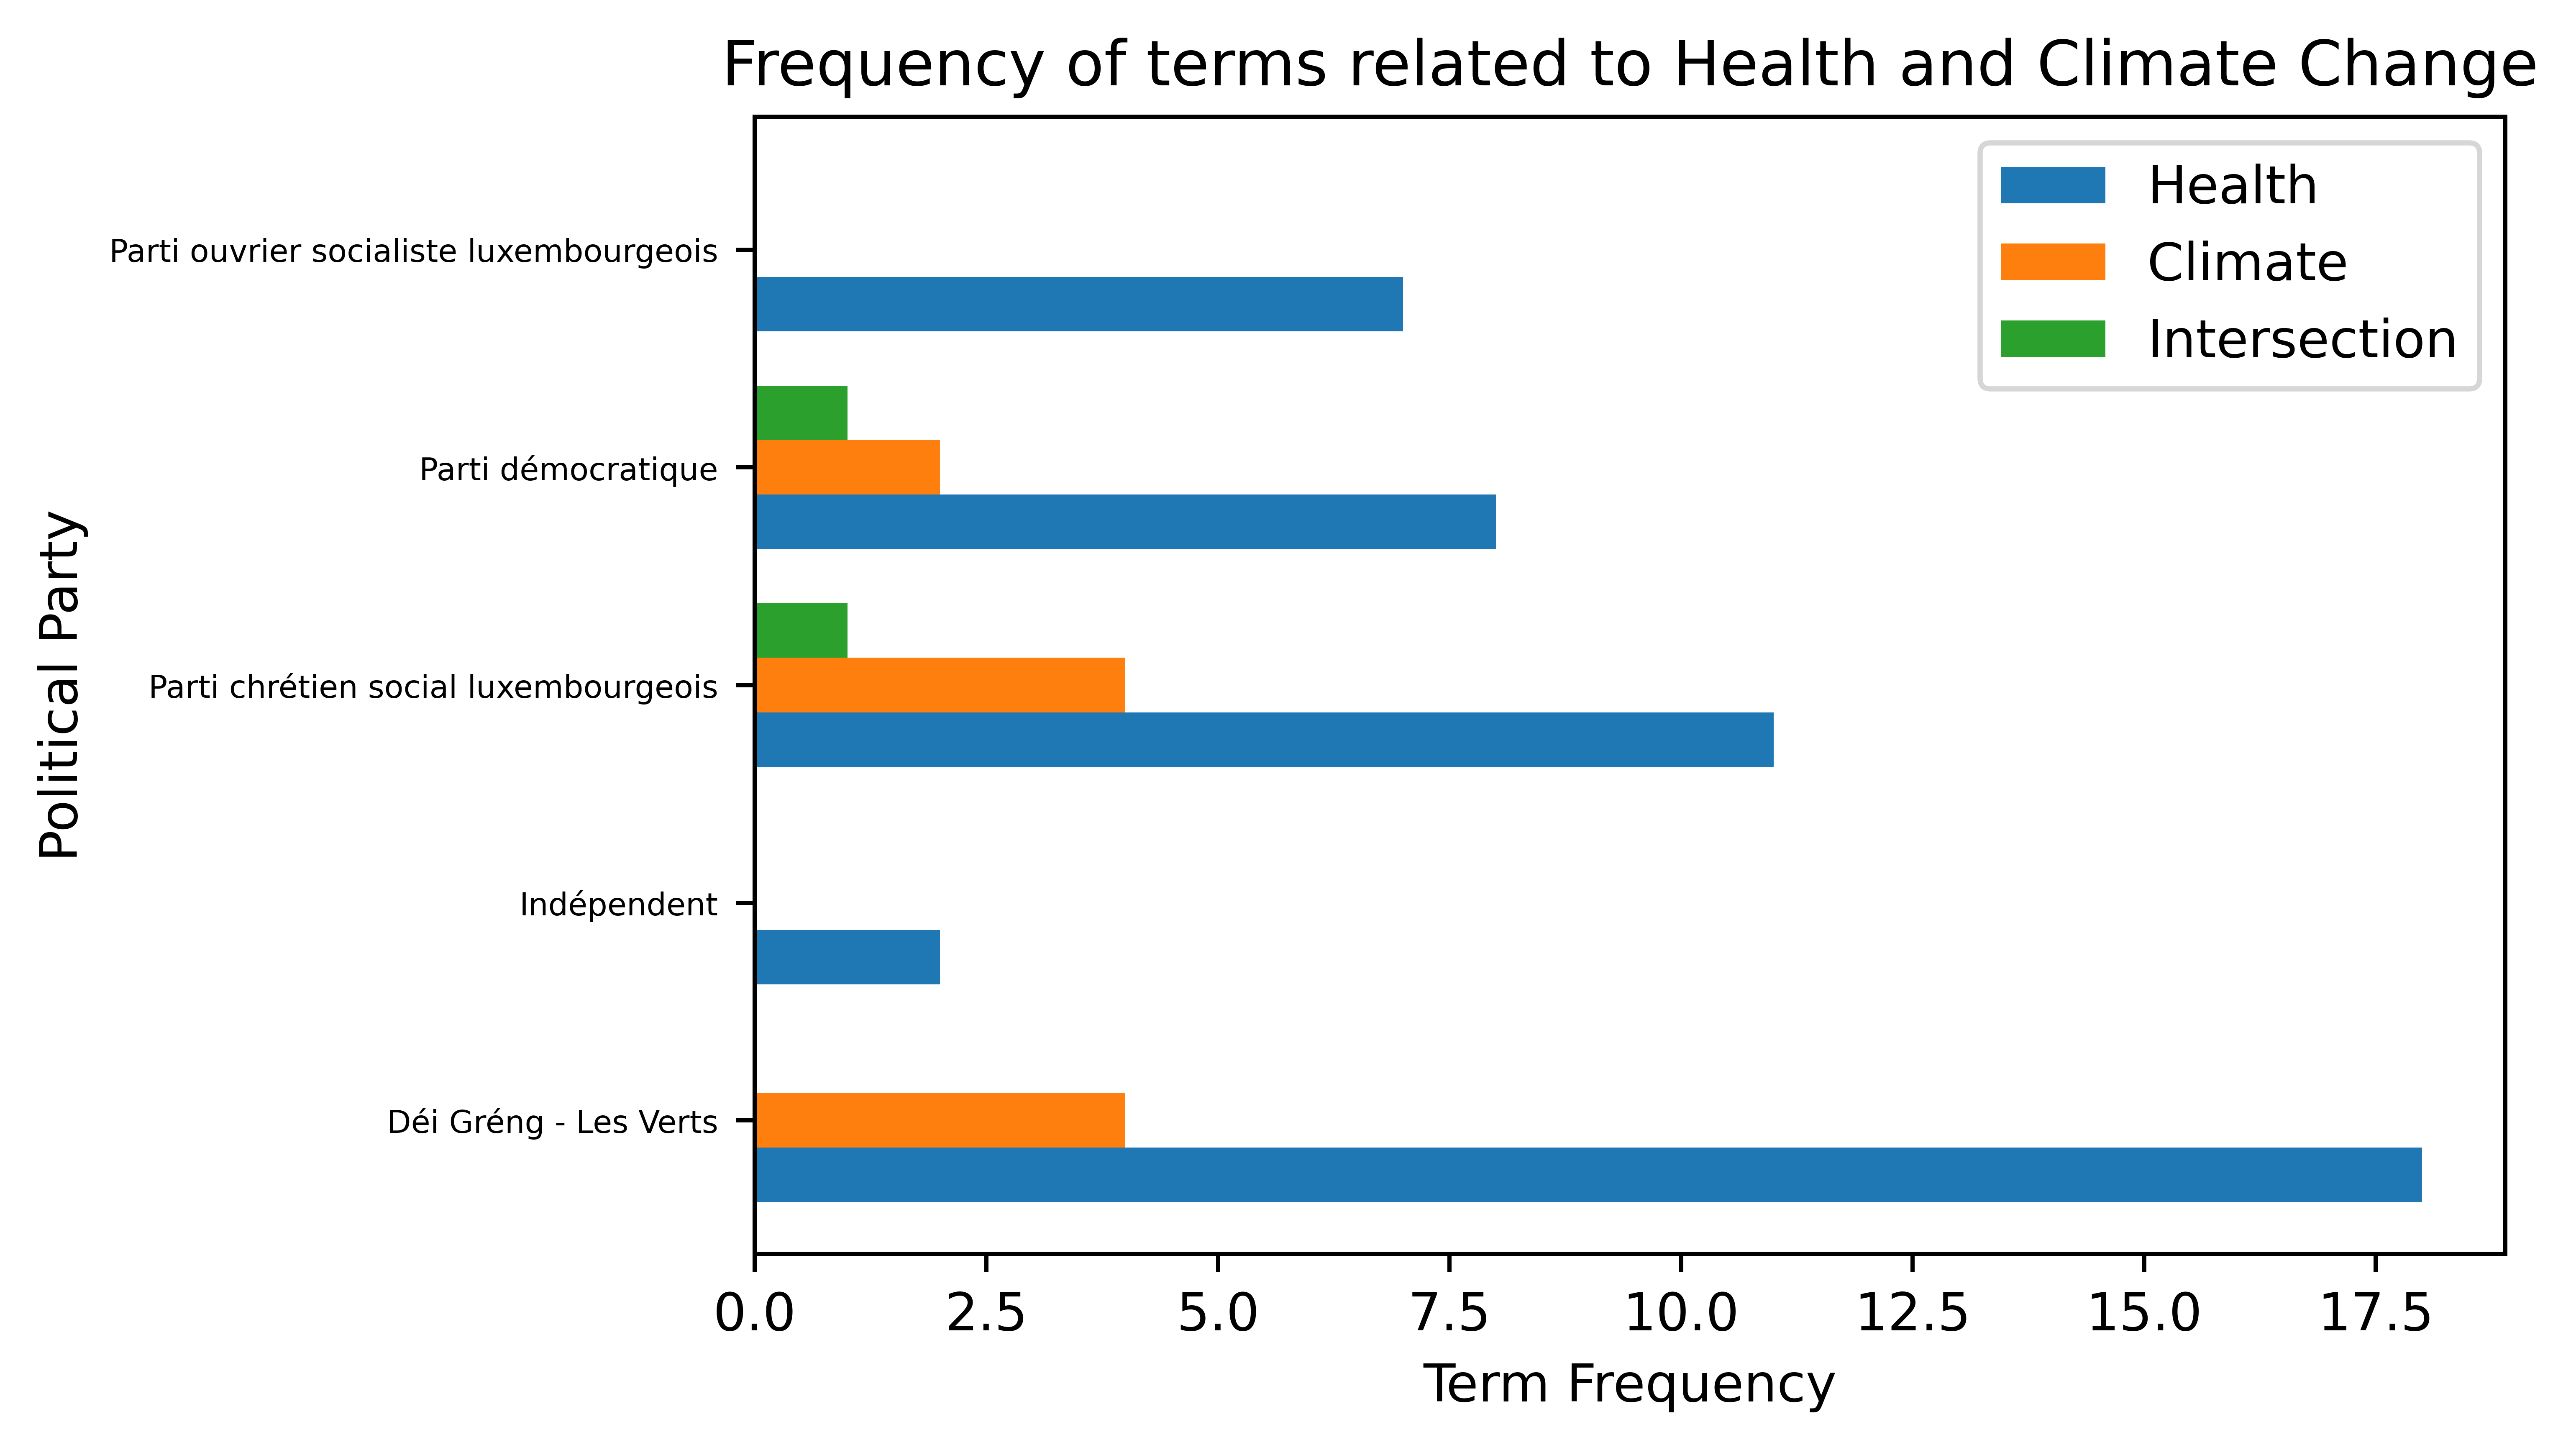 Frequency of terms related to Health and Climate Change
Health
Climate
Intersection
Political Party
Parti ouvrier socialiste luxembourgeois
Parti démocratique
Parti chrétien social luxembourgeois
Indépendent
Déi Gréng - Les Verts
0.0 2.5 5.0 7.5 10.0 12.5 15.0 17.5
Term Frequency